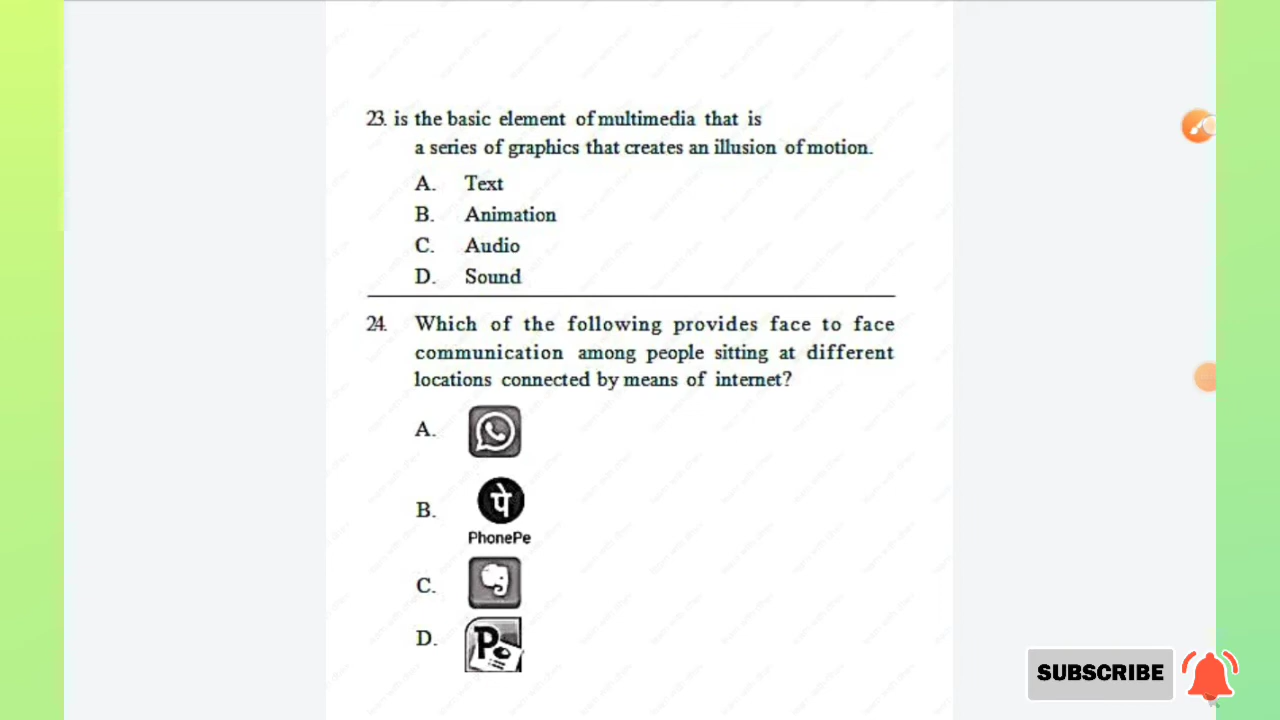 23. is the basic element of multimedia that is
a series of graphics that creates an illusion of motion.
A. Text
B. Animation
C. Audio
D. Sound
24. Which of the following provides face to face
communication among people sitting at different
locations connected by means of internet?
A.
B. पे
PhonePe
C.
D. P
SUBSCRIBE